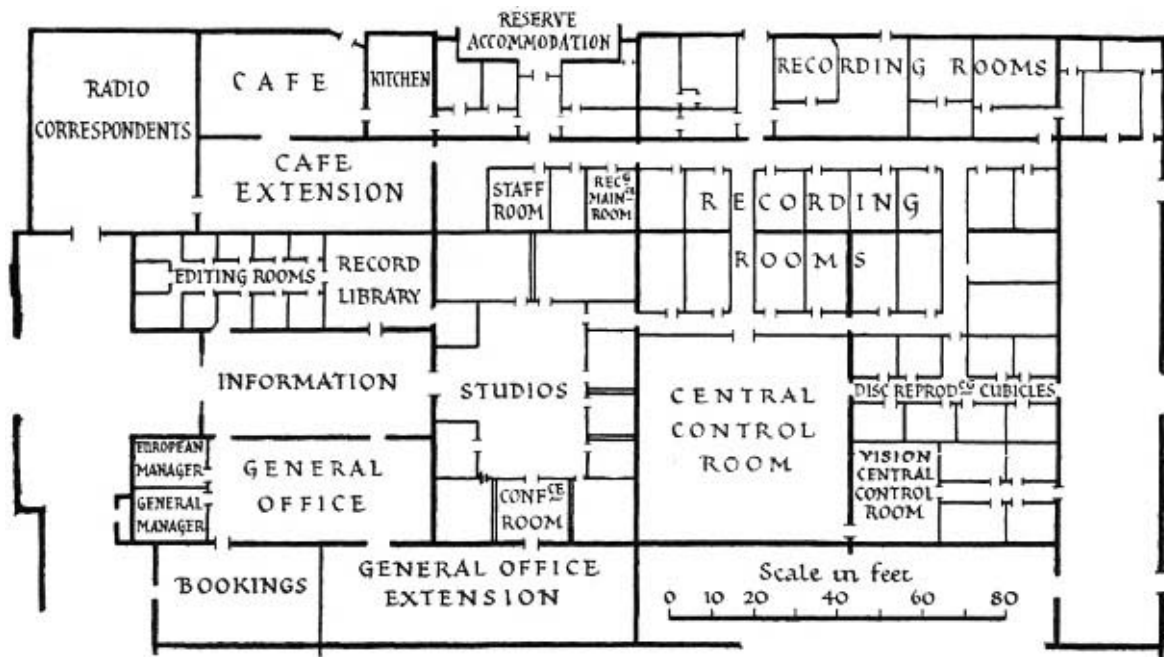 RESERVE
ACCOMMODATION
RADIO
CORRESPONDENTS
CAFE
KITCHEN
RECORDING ROOMS
CAFE
EXTENSION
STAFF
ROOM
RECG
MAINCE
ROOM
RECORDING
ROOMS
EDITING ROOMS
RECORD
LIBRARY
INFORMATION
STUDIOS
CENTRAL
CONTROL
ROOM
DISC REPRODCG CUBICLES
EUROPEAN
MANAGER
GENERAL
MANAGER
GENERAL
OFFICE
CONFCE
ROOM
VISION
CENTRAL
CONTROL
ROOM
BOOKINGS
GENERAL OFFICE
EXTENSION
Scale in feet
0 10 20 40 60 80